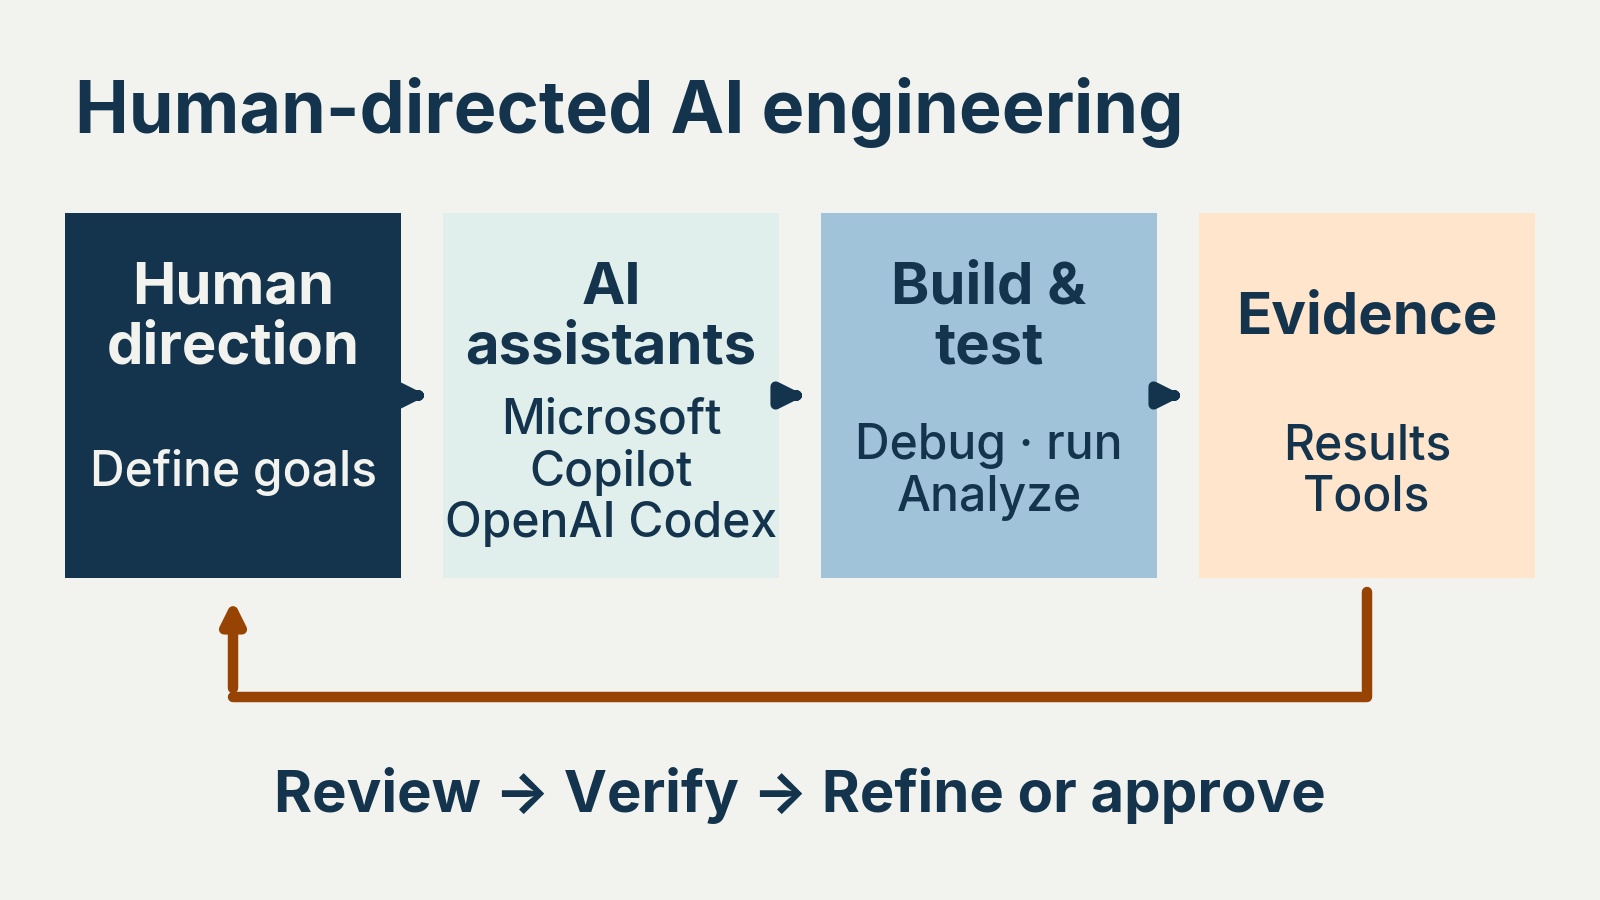 Human-directed AI engineering
Human
direction
Define goals
AI
assistants
Microsoft
Copilot
OpenAI Codex
Build &
test
Debug · run
Analyze
Evidence
Results
Tools
Review → Verify → Refine or approve